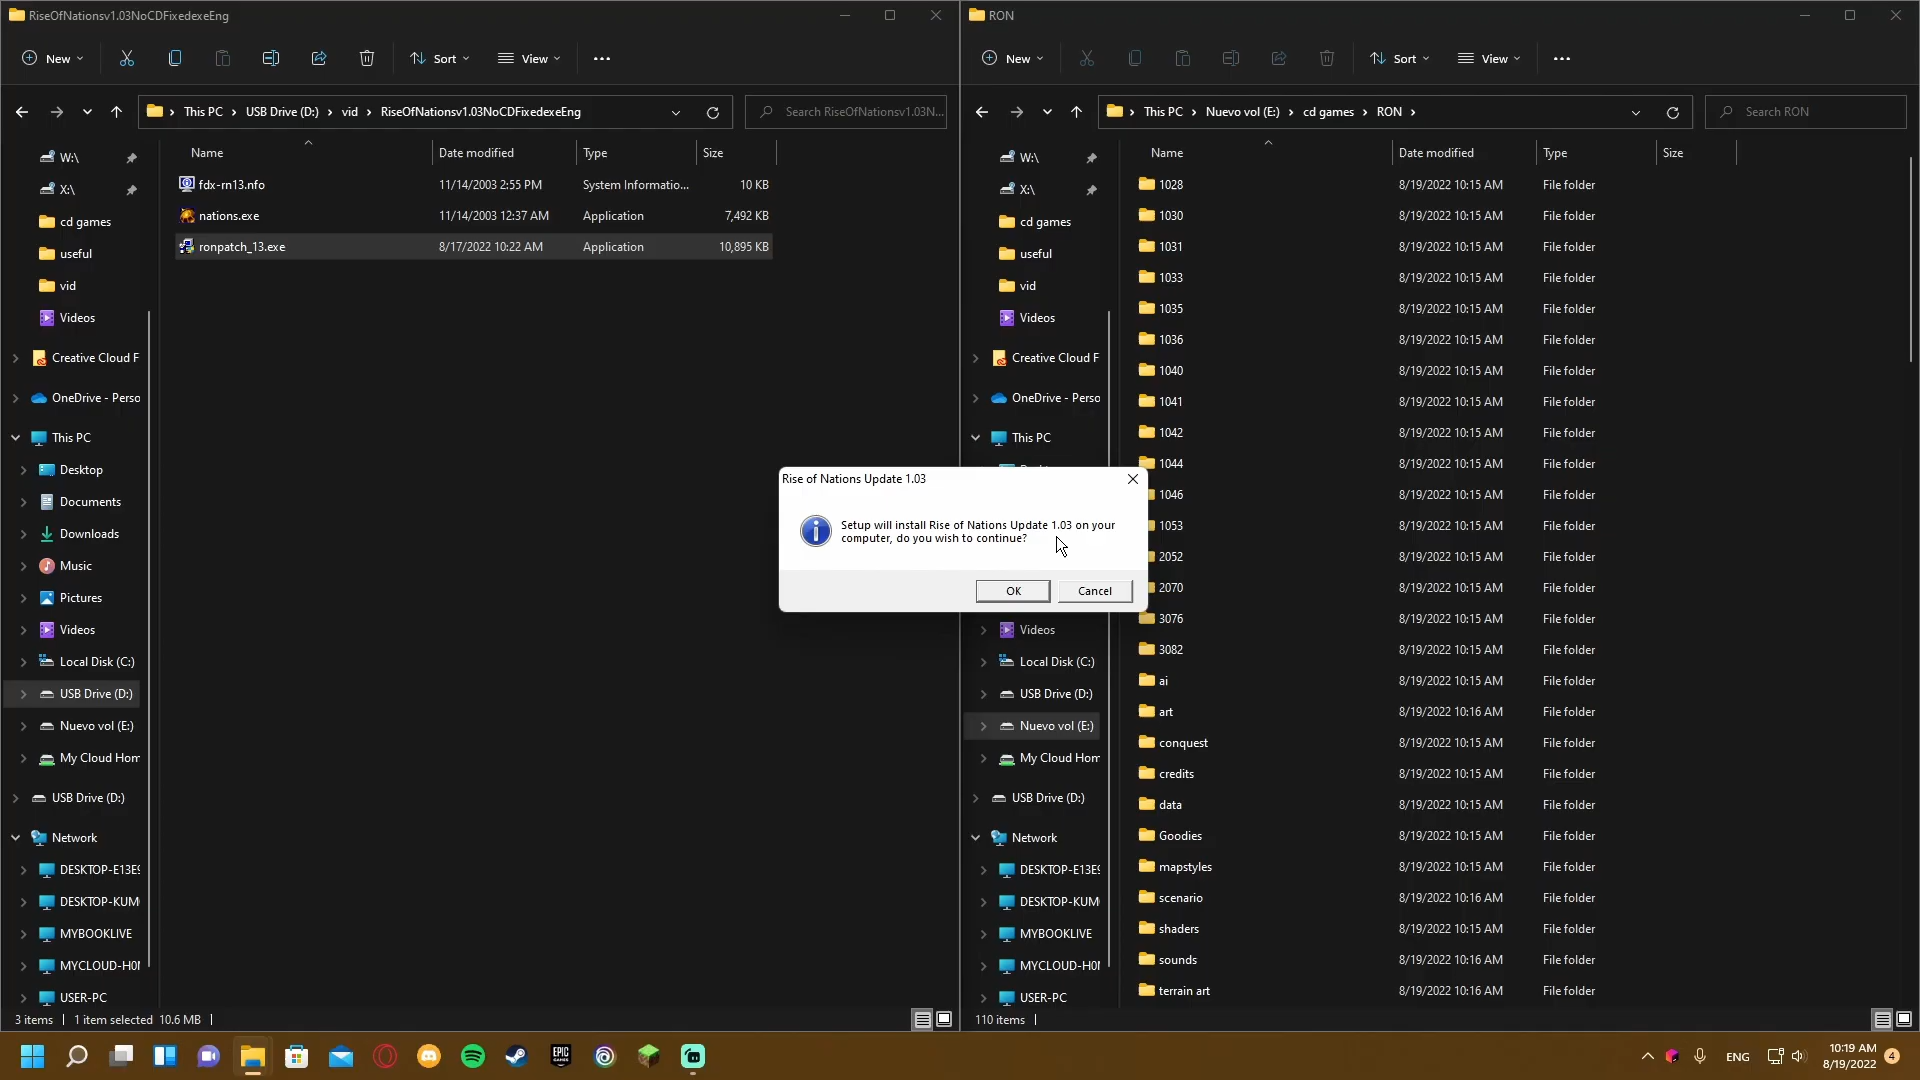 RiseOfNationsv1.03NoCDFixedexeEng
New
Sort
View
This PC › USB Drive (D:) › vid › RiseOfNationsv1.03NoCDFixedexeEng
Search RiseOfNationsv1.03N...
W:\
X:\
cd games
useful
vid
Videos
Creative Cloud F
OneDrive - Perso
This PC
Desktop
Documents
Downloads
Music
Pictures
Videos
Local Disk (C:)
USB Drive (D:)
Nuevo vol (E:)
My Cloud Hom
USB Drive (D:)
Network
DESKTOP-E13E9
DESKTOP-KUM
MYBOOKLIVE
MYCLOUD-H0
USER-PC
Name Date modified Type Size
fdx-rn13.nfo 11/14/2003 2:55 PM System Informatio... 10 KB
nations.exe 11/14/2003 12:37 AM Application 7,492 KB
ronpatch_13.exe 8/17/2022 10:22 AM Application 10,895 KB
3 items 1 item selected 10.6 MB
RON
New
Sort
View
This PC › Nuevo vol (E:) › cd games › RON ›
Search RON
W:\
X:\
cd games
useful
vid
Videos
Creative Cloud F
OneDrive - Perso
This PC
Videos
Local Disk (C:)
USB Drive (D:)
Nuevo vol (E:)
My Cloud Hom
USB Drive (D:)
Network
DESKTOP-E13E9
DESKTOP-KUM
MYBOOKLIVE
MYCLOUD-H0
USER-PC
Name Date modified Type Size
1028 8/19/2022 10:15 AM File folder
1030 8/19/2022 10:15 AM File folder
1031 8/19/2022 10:15 AM File folder
1033 8/19/2022 10:15 AM File folder
1035 8/19/2022 10:15 AM File folder
1036 8/19/2022 10:15 AM File folder
1040 8/19/2022 10:15 AM File folder
1041 8/19/2022 10:15 AM File folder
1042 8/19/2022 10:15 AM File folder
1044 8/19/2022 10:15 AM File folder
1046 8/19/2022 10:15 AM File folder
1053 8/19/2022 10:15 AM File folder
2052 8/19/2022 10:15 AM File folder
2070 8/19/2022 10:15 AM File folder
3076 8/19/2022 10:15 AM File folder
3082 8/19/2022 10:15 AM File folder
ai 8/19/2022 10:15 AM File folder
art 8/19/2022 10:16 AM File folder
conquest 8/19/2022 10:15 AM File folder
credits 8/19/2022 10:15 AM File folder
data 8/19/2022 10:15 AM File folder
Goodies 8/19/2022 10:15 AM File folder
mapstyles 8/19/2022 10:15 AM File folder
scenario 8/19/2022 10:16 AM File folder
shaders 8/19/2022 10:15 AM File folder
sounds 8/19/2022 10:16 AM File folder
terrain art 8/19/2022 10:16 AM File folder
110 items
Rise of Nations Update 1.03
Setup will install Rise of Nations Update 1.03 on your
computer, do you wish to continue?
OK
Cancel
EPIC
GAMES
ENG
10:19 AM
8/19/2022
4